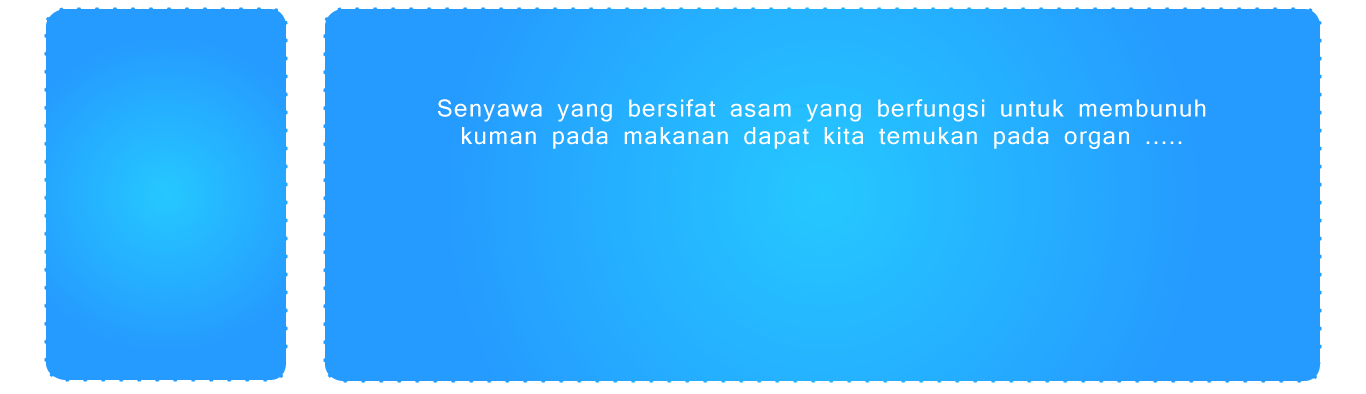 Senyawa yang bersifat asam yang berfungsi untuk membunuh
kuman pada makanan dapat kita temukan pada organ .....